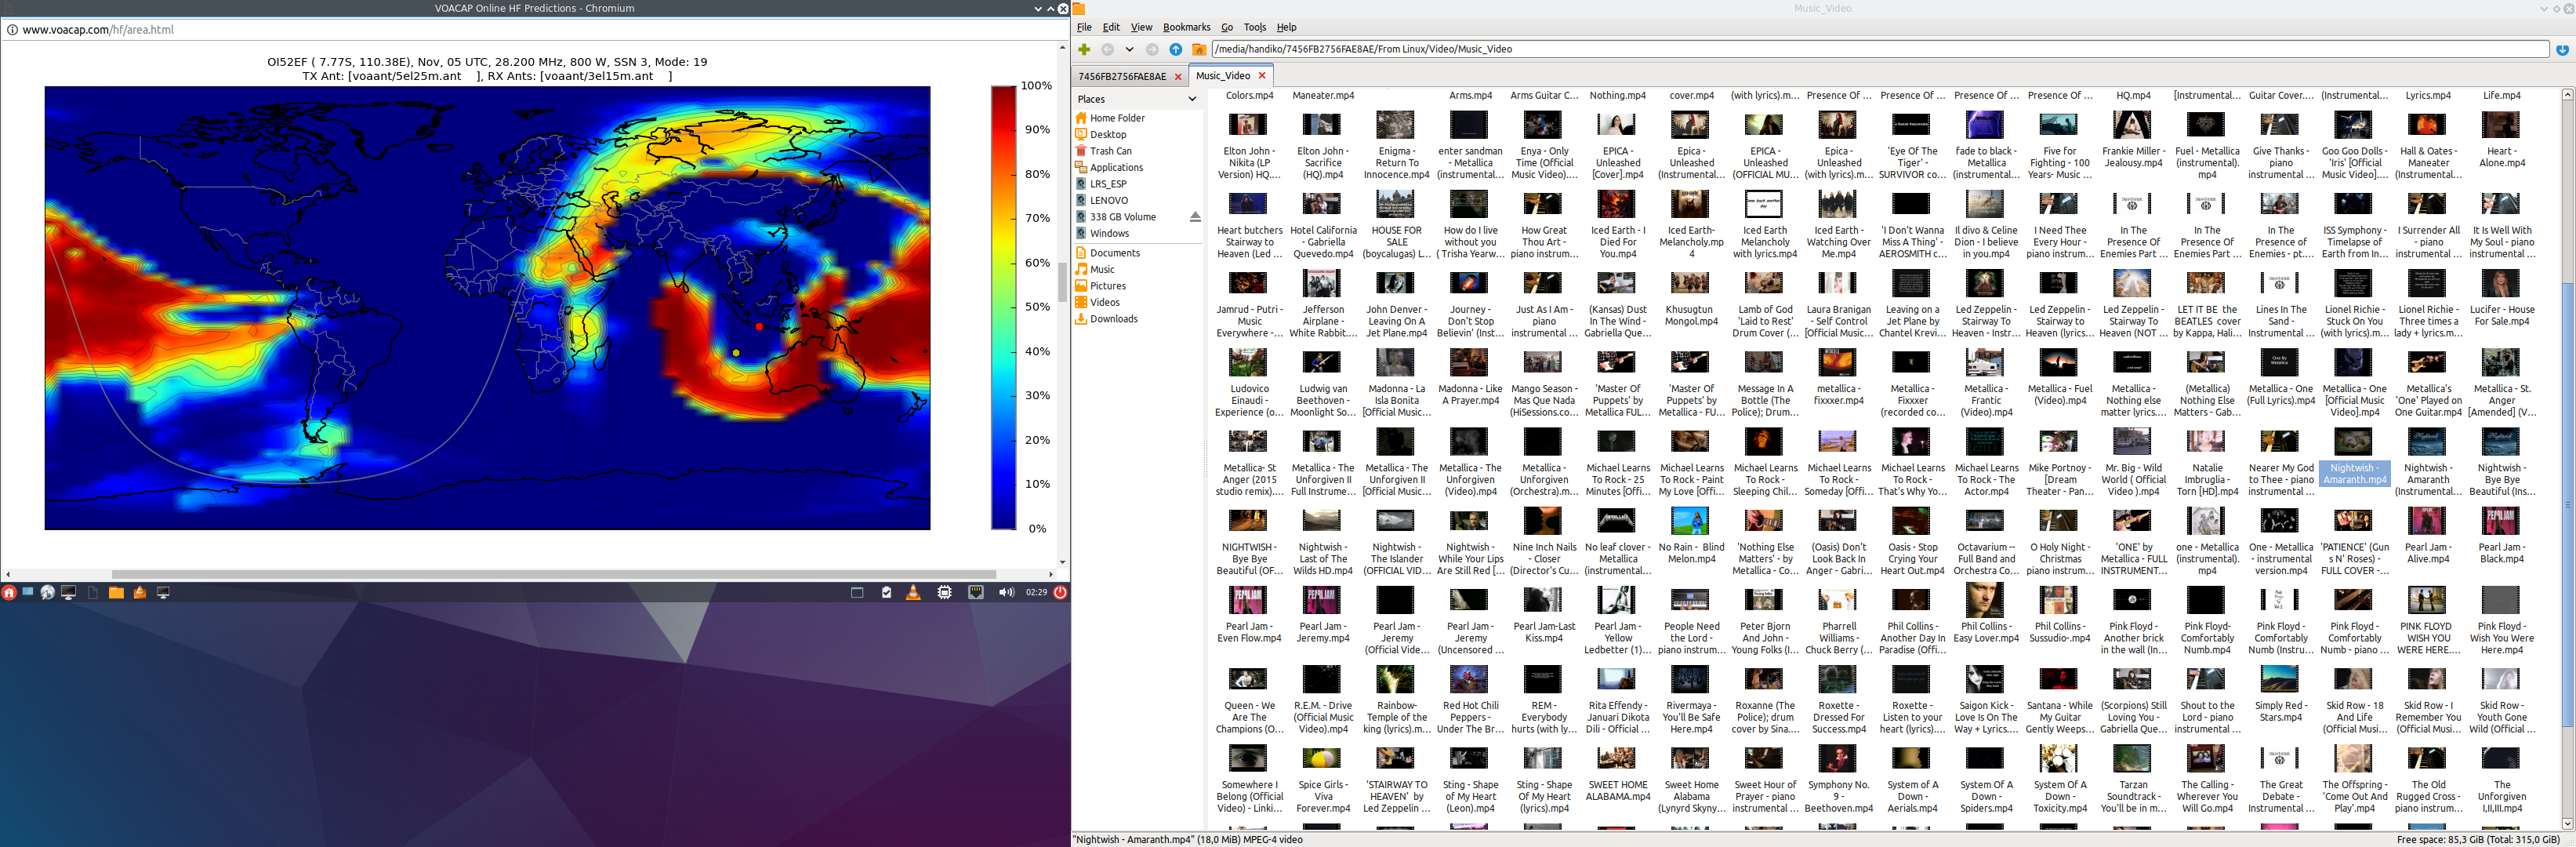 VOACAP Online HF Predictions - Chromium
www.voacap.com/hf/area.html
OI52EF ( 7.77S, 110.38E), Nov, 05 UTC, 28.200 MHz, 800 W, SSN 3, Mode: 19
TX Ant: [voaant/5el25m.ant ], RX Ants: [voaant/3el15m.ant ]
100%
90%
80%
70%
60%
50%
40%
30%
20%
10%
0%
02:29
Music_Video
File Edit View Bookmarks Go Tools Help
/media/handiko/7456FB2756FAE8AE/From Linux/Video/Music_Video
7456FB2756FAE8AE Music_Video
Places
Home Folder
Desktop
Trash Can
Applications
LRS_ESP
LENOVO
338 GB Volume
Windows
Documents
Music
Pictures
Videos
Downloads
Colors.mp4 Maneater.mp4 Arms.mp4 Arms Guitar C... Nothing.mp4 cover.mp4 (with lyrics).m... Presence Of ... Presence Of ... Presence Of ... Presence Of ... HQ.mp4 [Instrumental... Guitar Cover.... (Instrumental... Lyrics.mp4 Life.mp4
Elton John - Elton John - Enigma - enter sandman Enya - Only EPICA - Epica - EPICA - Epica - 'Eye Of The fade to black - Five for Frankie Miller - Fuel - Metallica Give Thanks - Goo Goo Dolls - Hall & Oates - Heart -
Nikita (LP Sacrifice Return To - Metallica Time (Official Unleashed Unleashed Unleashed Unleashed Tiger' - Metallica Fighting - 100 Jealousy.mp4 (instrumental). piano 'Iris' [Official Maneater Alone.mp4
Version) HQ.... (HQ).mp4 Innocence.mp4 (instrumental... Music Video).... [Cover].mp4 (Instrumental... (OFFICIAL MU... (with lyrics).m... SURVIVOR co... (instrumental... Years- Music ... mp4 instrumental ... Music Video].... (Instrumental...
Heart butchers Hotel California HOUSE FOR How do I live How Great Iced Earth - I Iced Earth- Iced Earth Iced Earth - 'I Don't Wanna Il divo & Celine I Need Thee In The In The In The ISS Symphony - I Surrender All It Is Well With
Stairway to - Gabriella SALE without you Thou Art - Died For Melancholy.mp Melancholy Watching Over Miss A Thing' - Dion - I believe Every Hour - Presence Of Presence Of Presence of Timelapse of - piano My Soul - piano
Heaven (Led ... Quevedo.mp4 (boycalugas) L... ( Trisha Yearw... piano instrum... You.mp4 4 with lyrics.mp4 Me.mp4 AEROSMITH c... in you.mp4 piano instrum... Enemies Part ... Enemies Part ... Enemies - pt.... Earth from In... instrumental ... instrumental ...
Jamrud - Putri - Jefferson John Denver - Journey - Just As I Am - (Kansas) Dust Khusugtun Lamb of God Laura Branigan Leaving on a Led Zeppelin - Led Zeppelin - Led Zeppelin - LET IT BE the Lines In The Lionel Richie - Lionel Richie - Lucifer - House
Music Airplane - Leaving On A Don't Stop piano In The Wind - Mongol.mp4 'Laid to Rest' - Self Control Jet Plane by Stairway To Stairway to Stairway To BEATLES cover Sand - Stuck On You Three times a For Sale.mp4
Everywhere -... White Rabbit.... Jet Plane.mp4 Believin' (Inst... instrumental ... Gabriella Que... Drum Cover (... [Official Music... Chantel Krevi... Heaven - Instr... Heaven (lyrics... Heaven (NOT ... by Kappa, Hali... Instrumental ... (with lyrics).m... lady + lyrics.m...
Ludovico Ludwig van Madonna - La Madonna - Like Mango Season - 'Master Of 'Master Of Message In A metallica - Metallica - Metallica - Metallica - Fuel Metallica - (Metallica) Metallica - One Metallica - One Metallica's Metallica - St.
Einaudi - Beethoven - Isla Bonita A Prayer.mp4 Mas Que Nada Puppets' by Puppets' by Bottle (The fixxxer.mp4 Fixxxer Frantic (Video).mp4 Nothing else Nothing Else (Full Lyrics).mp4 [Official Music 'One' Played on Anger
Experience (o... Moonlight So... [Official Music... (HiSessions.co... Metallica FUL... Metallica - FU... Police); Drum... (recorded co... (Video).mp4 matter lyrics.... Matters - Gab... Video].mp4 One Guitar.mp4 [Amended] (V...
Metallica- St Metallica - The Metallica - The Metallica - The Metallica - Michael Learns Michael Learns Michael Learns Michael Learns Michael Learns Michael Learns Mike Portnoy - Mr. Big - Wild Natalie Nearer My God Nightwish - Nightwish - Nightwish -
Anger (2015 Unforgiven II Unforgiven II Unforgiven Unforgiven To Rock - 25 To Rock - Paint To Rock - To Rock - To Rock - To Rock - The [Dream World ( Official Imbruglia - to Thee - piano Amaranth.mp4 Amaranth Bye Bye
studio remix).... Full Instrume... [Official Music... (Video).mp4 (Orchestra).m... Minutes [Offi... My Love [Offi... Sleeping Chil... Someday [Offi... That's Why Yo... Actor.mp4 Theater - Pan... Video ).mp4 Torn [HD].mp4 instrumental ... (Instrumental... Beautiful (Ins...
NIGHTWISH - Nightwish - Nightwish - Nightwish - Nine Inch Nails No leaf clover - No Rain - Blind 'Nothing Else (Oasis) Don't Oasis - Stop Octavarium -- O Holy Night - 'ONE' by one - Metallica One - Metallica 'PATIENCE' (Gun Pearl Jam - Pearl Jam -
Bye Bye Last of The The Islander While Your Lips - Closer Metallica Melon.mp4 Matters' - by Look Back In Crying Your Full Band and Christmas Metallica - FULL (instrumental). - instrumental s N' Roses) - Alive.mp4 Black.mp4
Beautiful (OF... Wilds HD.mp4 (OFFICIAL VID... Are Still Red [... (Director's Cu... (instrumental... Metallica - Co... Anger - Gabri... Heart Out.mp4 Orchestra Co... piano instrum... INSTRUMENT... mp4 version.mp4 FULL COVER -...
Pearl Jam - Pearl Jam - Pearl Jam - Pearl Jam - Pearl Jam-Last Pearl Jam - People Need Peter Bjorn Pharrell Phil Collins - Phil Collins - Phil Collins - Pink Floyd - Pink Floyd- Pink Floyd - Pink Floyd - PINK FLOYD Pink Floyd -
Even Flow.mp4 Jeremy.mp4 Jeremy Jeremy Kiss.mp4 Yellow the Lord - And John - Williams - Another Day In Easy Lover.mp4 Sussudio-.mp4 Another brick Comfortably Comfortably Comfortably WISH YOU Wish You Were
(Official Vide... (Uncensored ... Ledbetter (1)... piano instrum... Young Folks (I... Chuck Berry (... Paradise (Offi... in the wall (In... Numb.mp4 Numb (Instru... Numb - piano ... WERE HERE.... Here.mp4
Queen - We R.E.M. - Drive Rainbow- Red Hot Chili REM - Rita Effendy - Rivermaya - Roxanne (The Roxette - Roxette - Saigon Kick - Santana - While (Scorpions) Still Shout to the Simply Red - Skid Row - 18 Skid Row - I Skid Row -
Are The (Official Music Temple of the Peppers - Everybody Januari Dikota You'll Be Safe Police); drum Dressed For Listen to your Love Is On The My Guitar Loving You - Lord - piano Stars.mp4 And Life Remember You Youth Gone
Champions (O... Video).mp4 king (lyrics).m... Under The Br... hurts (with ly... Dili - Official ... Here.mp4 cover by Sina.... Success.mp4 heart (lyrics)... Way + Lyrics.... Gently Weeps... Gabriella Que... instrumental ... (Official Musi... (Official Musi... Wild (Official ...
Somewhere I Spice Girls - 'STAIRWAY TO Sting - Shape Sting - Shape SWEET HOME Sweet Home Sweet Hour of Symphony No. System of A System Of A System Of A Tarzan The Calling - The Great The Offspring - The Old The
Belong (Official Viva HEAVEN' by of My Heart Of My Heart ALABAMA.mp4 Alabama Prayer - piano 9 - Down - Down - Down - Soundtrack - Wherever You Debate - 'Come Out And Rugged Cross - Unforgiven
Video) - Linki... Forever.mp4 Led Zeppelin ... (Leon).mp4 (lyrics).mp4 (Lynyrd Skyny... instrumental ... Beethoven.mp4 Aerials.mp4 Spiders.mp4 Toxicity.mp4 You'll be in m... Will Go.mp4 Instrumental ... Play'.mp4 piano instrum... I,II,III.mp4
"Nightwish - Amaranth.mp4" (18,0 MiB) MPEG-4 video
Free space: 85,3 GiB (Total: 315,0 GiB)